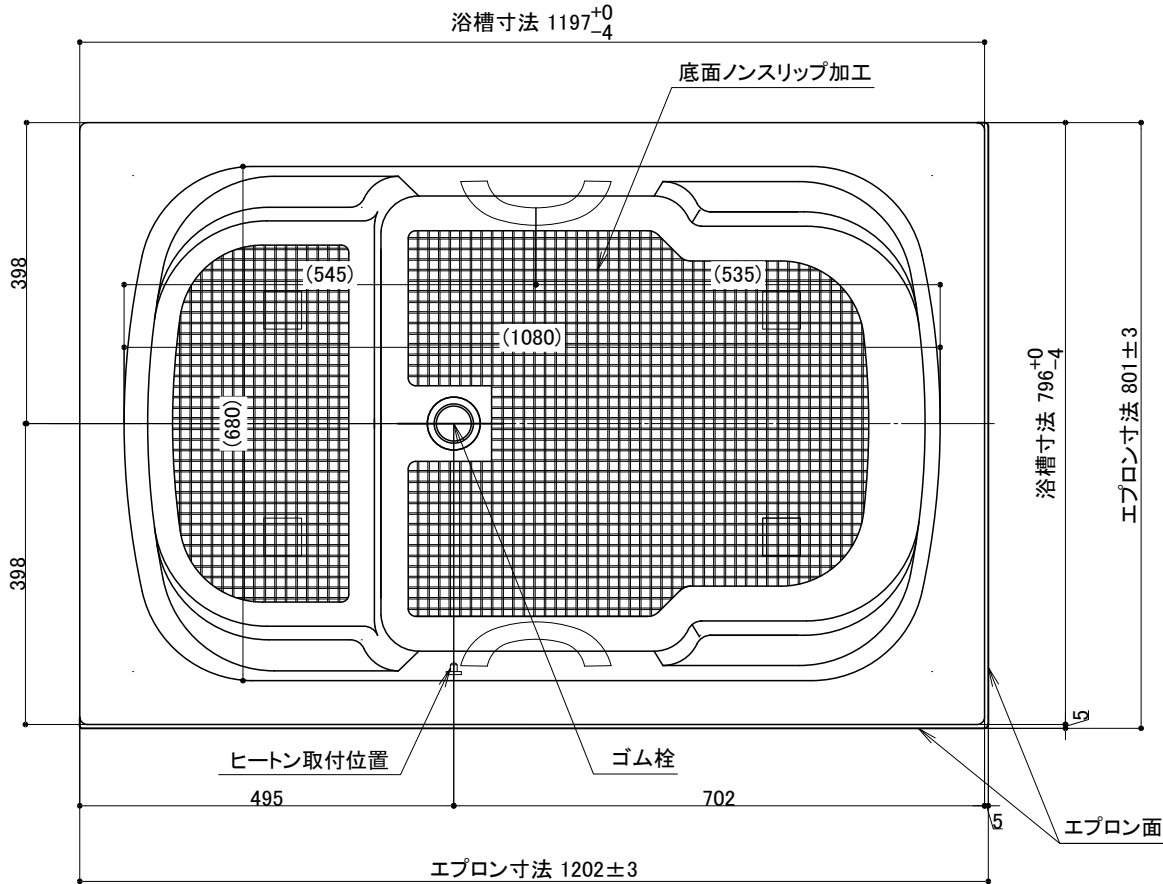 浴槽寸法 1197+0-4
底面ノンスリップ加工
398
(545)
(535)
(1080)
(680)
浴槽寸法 796+0-4
エプロン寸法 801±3
398
5
ヒートン取付位置
ゴム栓
495
702
5
エプロン面
エプロン寸法 1202±3